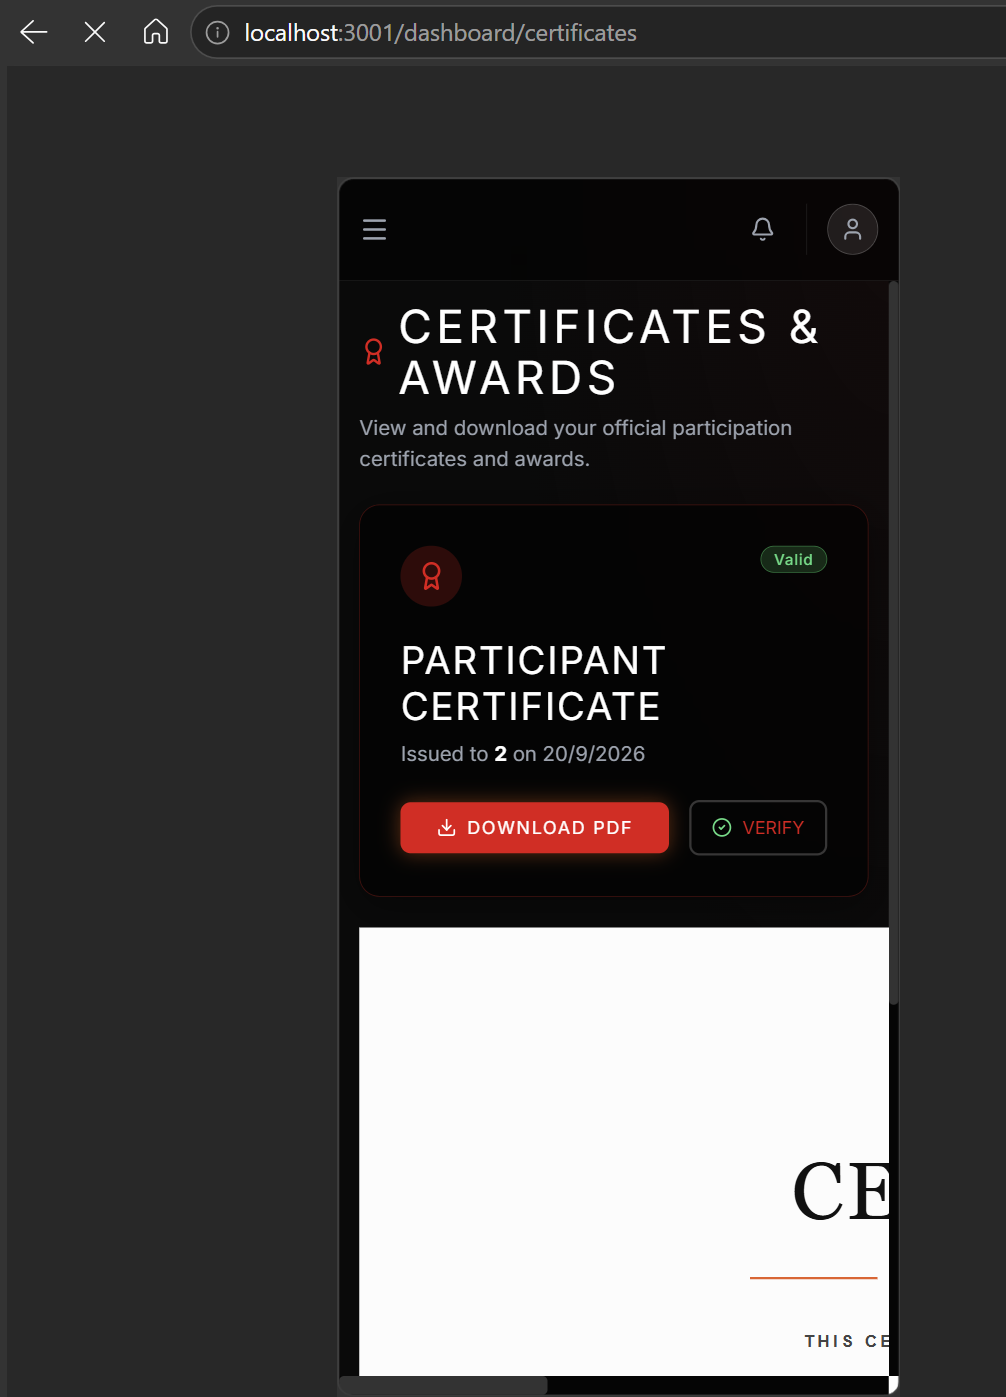 localhost:3001/dashboard/certificates
CERTIFICATES &
AWARDS
View and download your official participation
certificates and awards.
Valid
PARTICIPANT
CERTIFICATE
Issued to 2 on 20/9/2026
DOWNLOAD PDF
VERIFY
CE
THIS CE